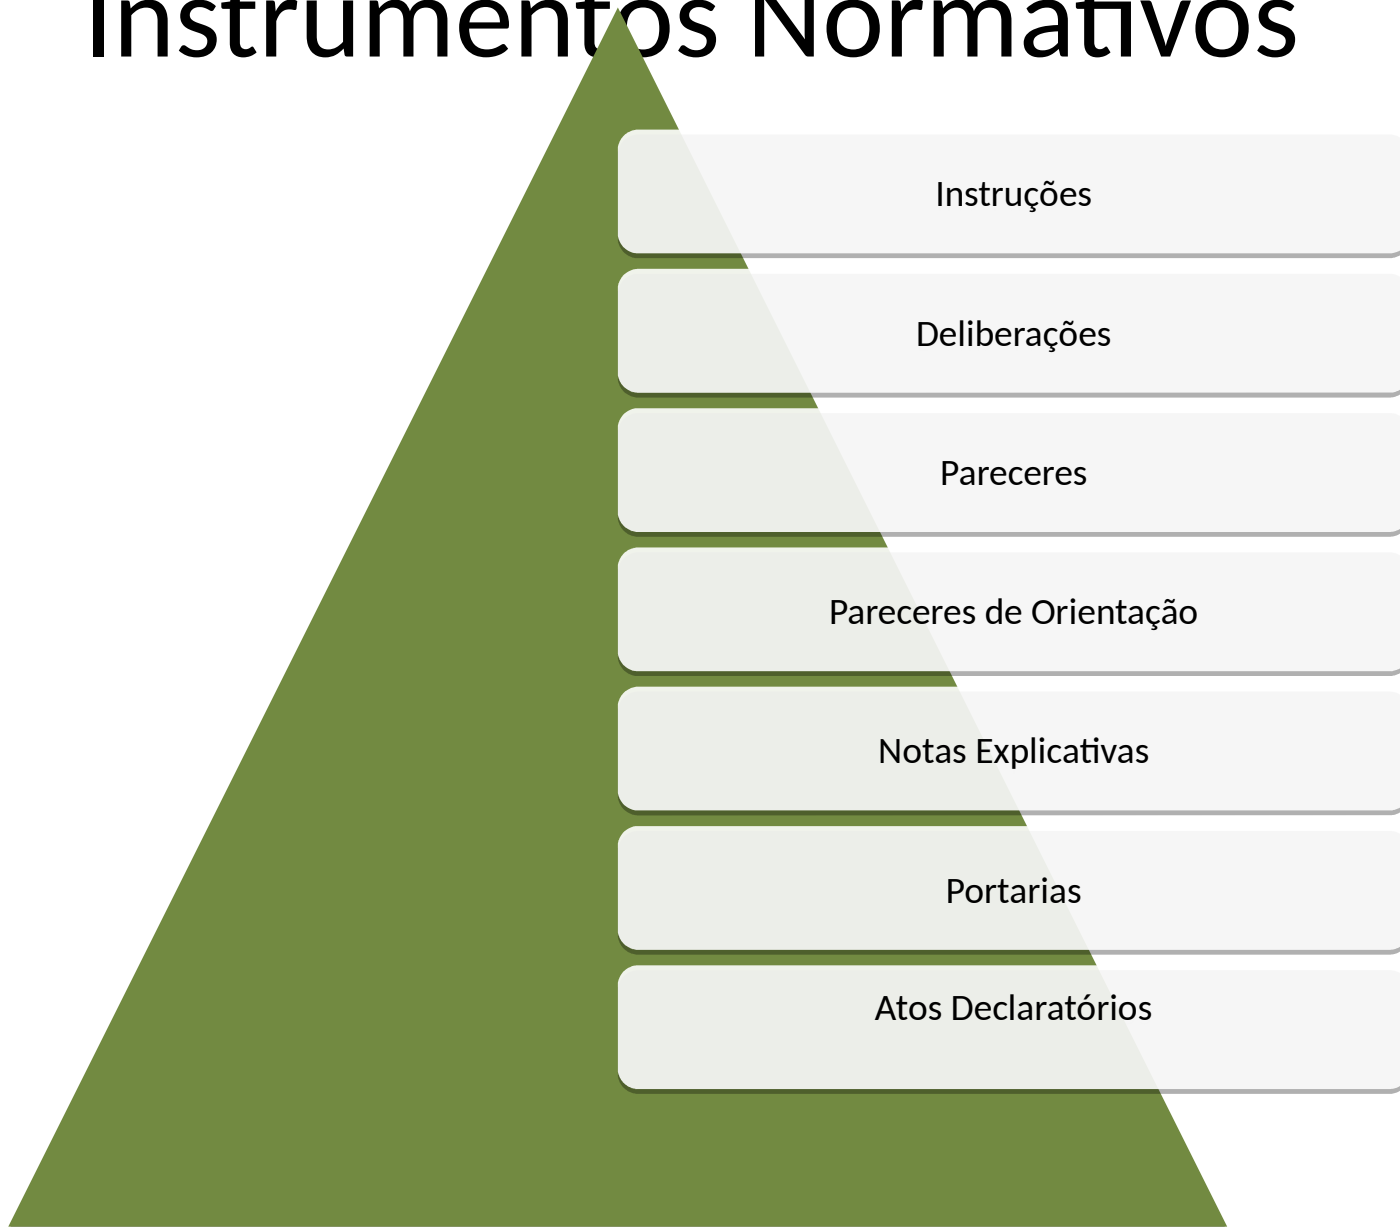 Instrumentos Normativos
Instruções
Deliberações
Pareceres
Pareceres de Orientação
Notas Explicativas
Portarias
Atos Declaratórios